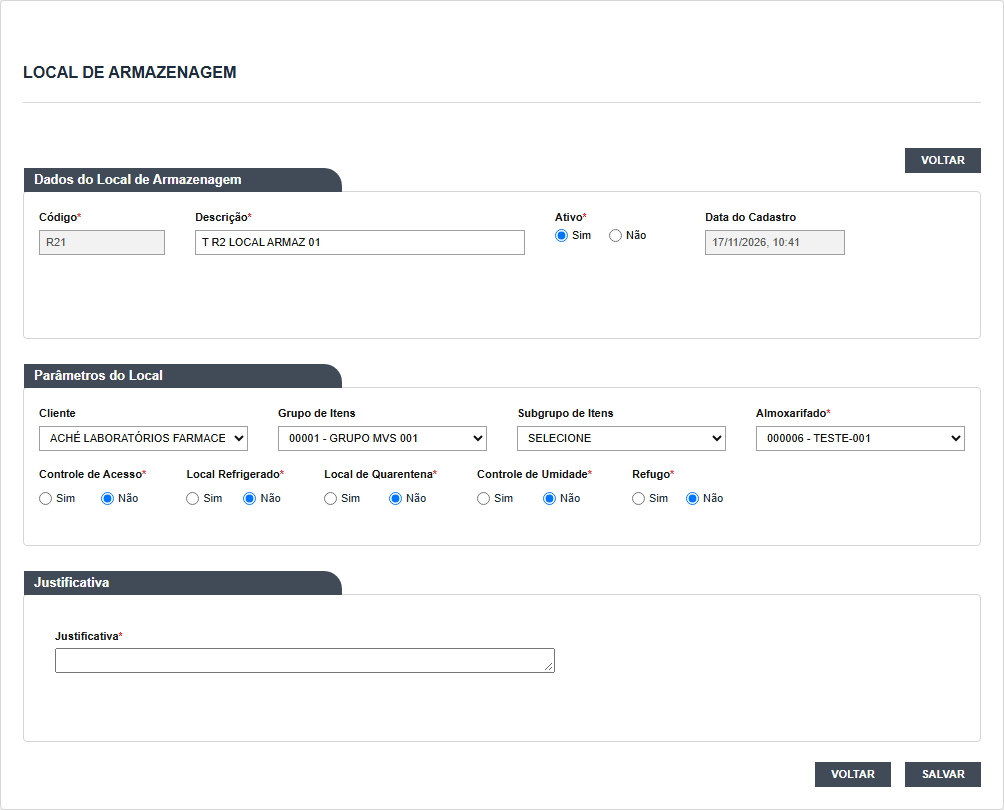 LOCAL DE ARMAZENAGEM
VOLTAR
Dados do Local de Armazenagem
Código* Descrição* Ativo* Data do Cadastro
R21 T R2 LOCAL ARMAZ 01 Sim Não 17/11/2026, 10:41
Parâmetros do Local
Cliente Grupo de Itens Subgrupo de Itens Almoxarifado*
ACHÉ LABORATÓRIOS FARMACE 00001 - GRUPO MVS 001 SELECIONE 000006 - TESTE-001
Controle de Acesso* Local Refrigerado* Local de Quarentena* Controle de Umidade* Refugo*
Sim Não Sim Não Sim Não Sim Não Sim Não
Justificativa
Justificativa*
VOLTAR SALVAR